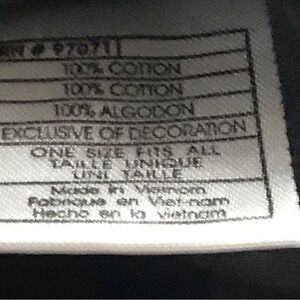 RN # 970711
100% COTTON
100% COTTON
100% ALGODON
EXCLUSIVE OF DECORATION
ONE SIZE FITS ALL
TAILLE UNIQUE
UNI TAILLE
Made in Vietnam
Fabrique en Viet-nam
Hecho en la vietnam